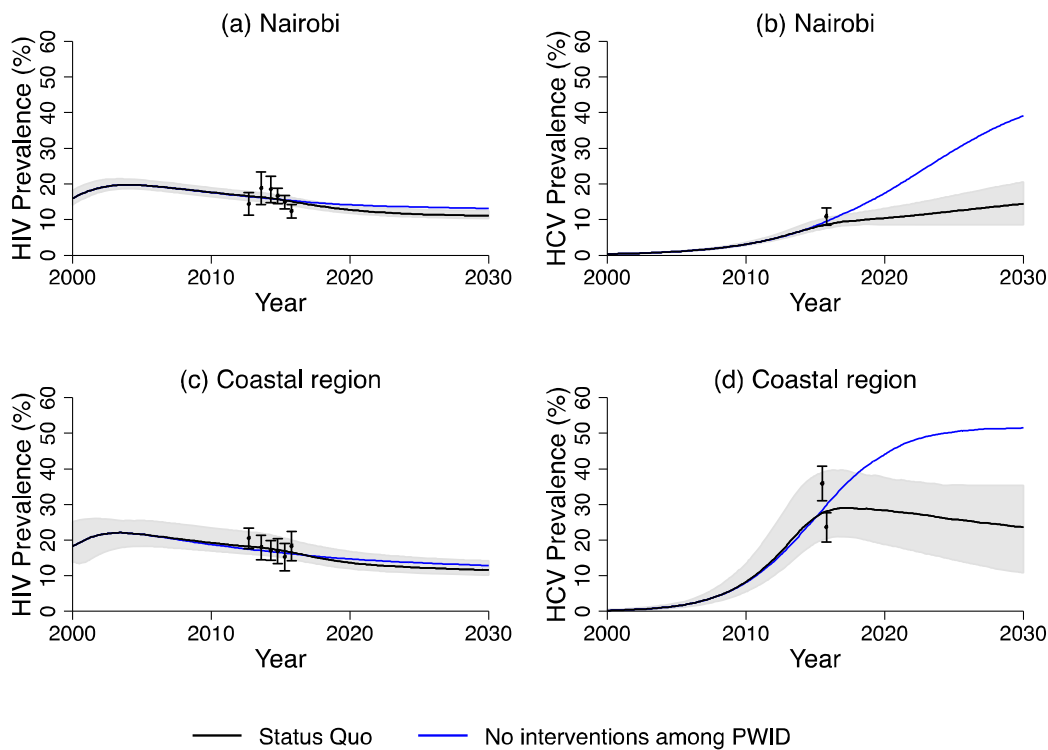 (a) Nairobi
HIV Prevalence (%)
0 10 20 30 40 50 60
2000 2010 2020 2030
Year
(b) Nairobi
HCV Prevalence (%)
0 10 20 30 40 50 60
2000 2010 2020 2030
Year
(c) Coastal region
HIV Prevalence (%)
0 10 20 30 40 50 60
2000 2010 2020 2030
Year
(d) Coastal region
HCV Prevalence (%)
0 10 20 30 40 50 60
2000 2010 2020 2030
Year
Status Quo
No interventions among PWID